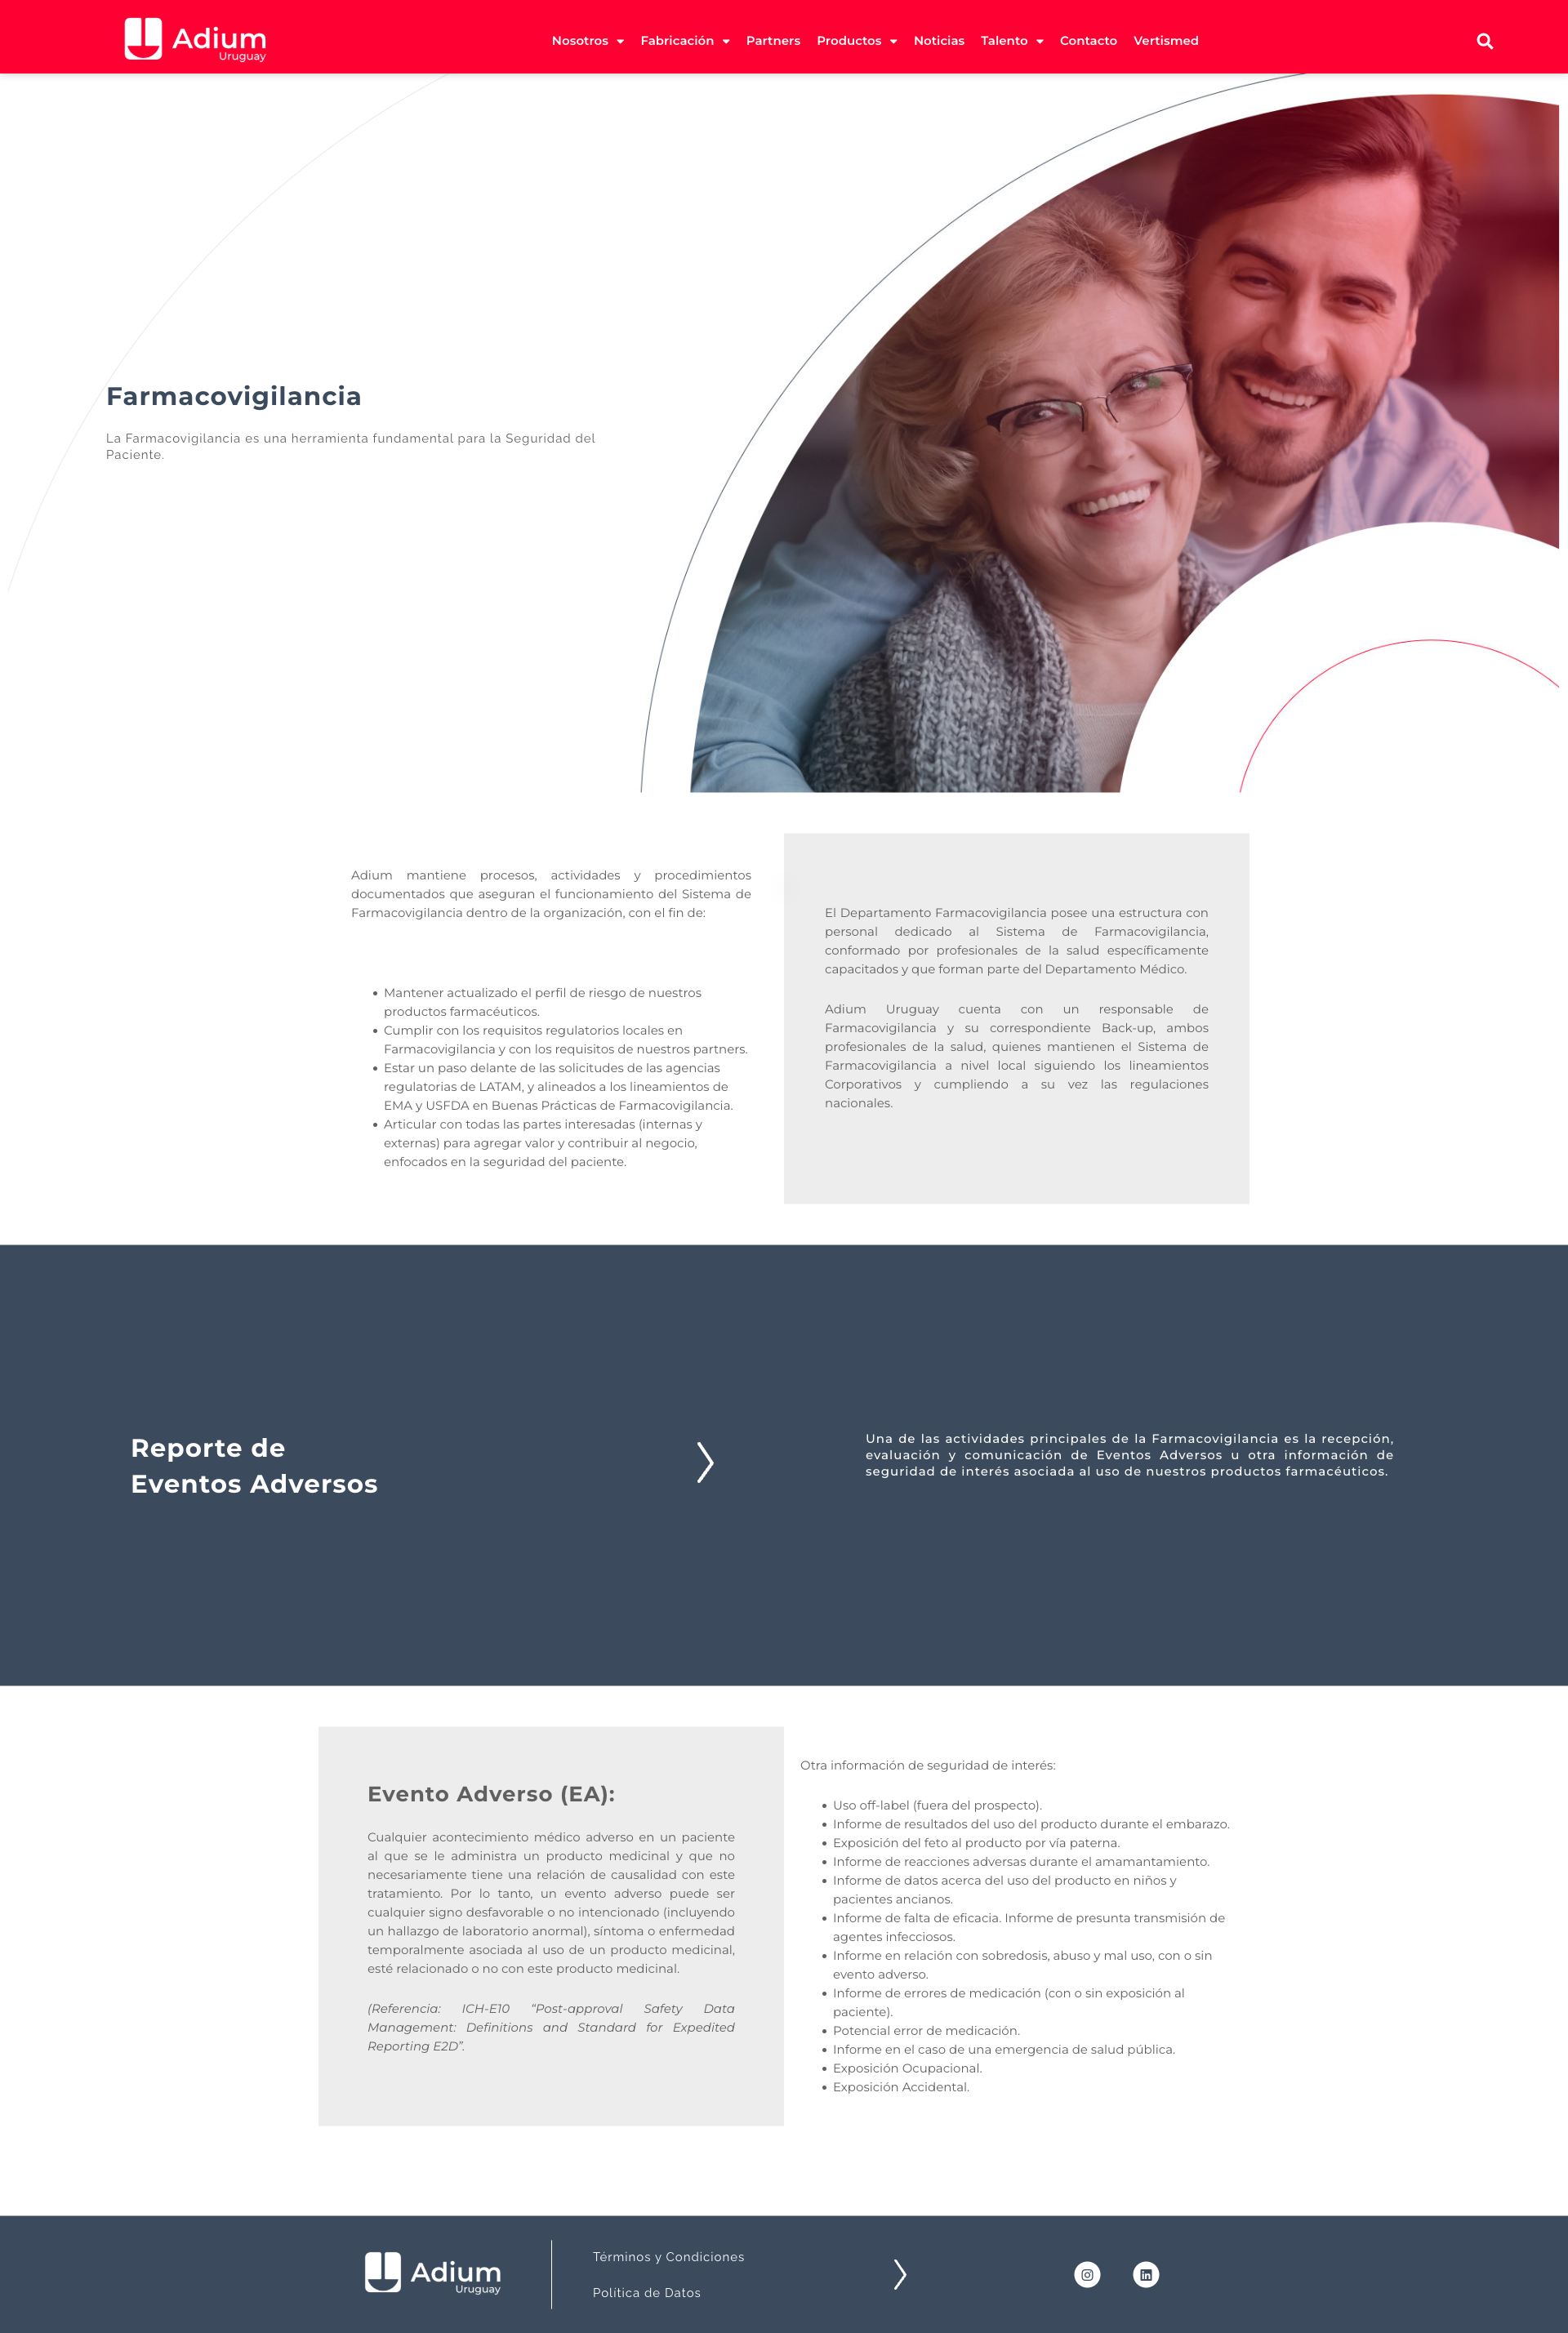 Adium
Uruguay
Nosotros
Fabricación
Partners
Productos
Noticias
Talento
Contacto
Vertismed
Farmacovigilancia
La Farmacovigilancia es una herramienta fundamental para la Seguridad del
Paciente.
Adium mantiene procesos, actividades y procedimientos
documentados que aseguran el funcionamiento del Sistema de
Farmacovigilancia dentro de la organización, con el fin de:
• Mantener actualizado el perfil de riesgo de nuestros
productos farmacéuticos.
• Cumplir con los requisitos regulatorios locales en
Farmacovigilancia y con los requisitos de nuestros partners.
• Estar un paso delante de las solicitudes de las agencias
regulatorias de LATAM, y alineados a los lineamientos de
EMA y USFDA en Buenas Prácticas de Farmacovigilancia.
• Articular con todas las partes interesadas (internas y
externas) para agregar valor y contribuir al negocio,
enfocados en la seguridad del paciente.
El Departamento Farmacovigilancia posee una estructura con
personal dedicado al Sistema de Farmacovigilancia,
conformado por profesionales de la salud específicamente
capacitados y que forman parte del Departamento Médico.
Adium Uruguay cuenta con un responsable de
Farmacovigilancia y su correspondiente Back-up, ambos
profesionales de la salud, quienes mantienen el Sistema de
Farmacovigilancia a nivel local siguiendo los lineamientos
Corporativos y cumpliendo a su vez las regulaciones
nacionales.
Reporte de
Eventos Adversos
Una de las actividades principales de la Farmacovigilancia es la recepción,
evaluación y comunicación de Eventos Adversos u otra información de
seguridad de interés asociada al uso de nuestros productos farmacéuticos.
Evento Adverso (EA):
Cualquier acontecimiento médico adverso en un paciente
al que se le administra un producto medicinal y que no
necesariamente tiene una relación de causalidad con este
tratamiento. Por lo tanto, un evento adverso puede ser
cualquier signo desfavorable o no intencionado (incluyendo
un hallazgo de laboratorio anormal), síntoma o enfermedad
temporalmente asociada al uso de un producto medicinal,
esté relacionado o no con este producto medicinal.
(Referencia: ICH-E10 “Post-approval Safety Data
Management: Definitions and Standard for Expedited
Reporting E2D”.
Otra información de seguridad de interés:
• Uso off-label (fuera del prospecto).
• Informe de resultados del uso del producto durante el embarazo.
• Exposición del feto al producto por vía paterna.
• Informe de reacciones adversas durante el amamantamiento.
• Informe de datos acerca del uso del producto en niños y
pacientes ancianos.
• Informe de falta de eficacia. Informe de presunta transmisión de
agentes infecciosos.
• Informe en relación con sobredosis, abuso y mal uso, con o sin
evento adverso.
• Informe de errores de medicación (con o sin exposición al
paciente).
• Potencial error de medicación.
• Informe en el caso de una emergencia de salud pública.
• Exposición Ocupacional.
• Exposición Accidental.
Adium
Uruguay
Términos y Condiciones
Política de Datos